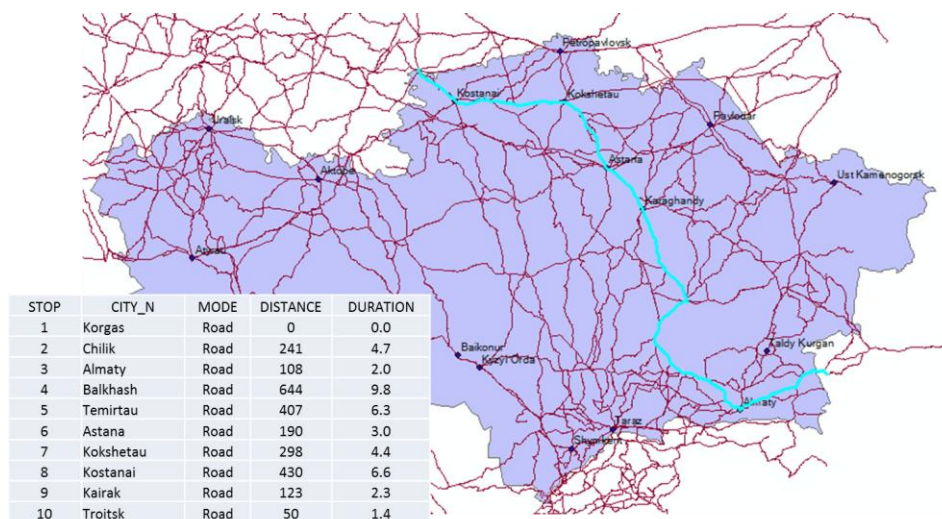 Petropavlovsk
Kostanai
Kokshetau
Uralsk
Pavlodar
Astana
Aktobe
Ust Kamenogorsk
Karaghandy
Atyrau
STOP CITY_N MODE DISTANCE DURATION
1 Korgas Road 0 0.0
2 Chilik Road 241 4.7
3 Almaty Road 108 2.0
4 Balkhash Road 644 9.8
5 Temirtau Road 407 6.3
6 Astana Road 190 3.0
7 Kokshetau Road 298 4.4
8 Kostanai Road 430 6.6
9 Kairak Road 123 2.3
10 Troitsk Road 50 1.4
Baikonur
Taldy Kurgan
Kyzyl Orda
Almaty
Taraz
Shymkent